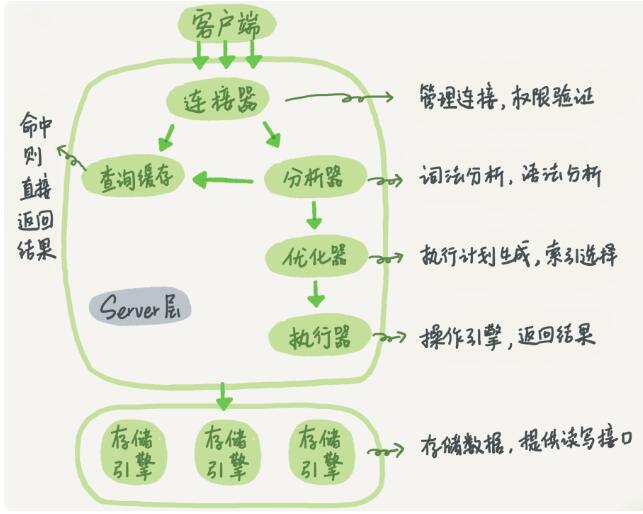 客户端
连接器
管理连接,权限验证
命中
则
直接
返回
结果
查询缓存
分析器
词法分析,语法分析
优化器
执行计划生成,索引选择
Server层
执行器
操作引擎,返回结果
存储
引擎
存储
引擎
存储
引擎
存储数据,提供读写接口